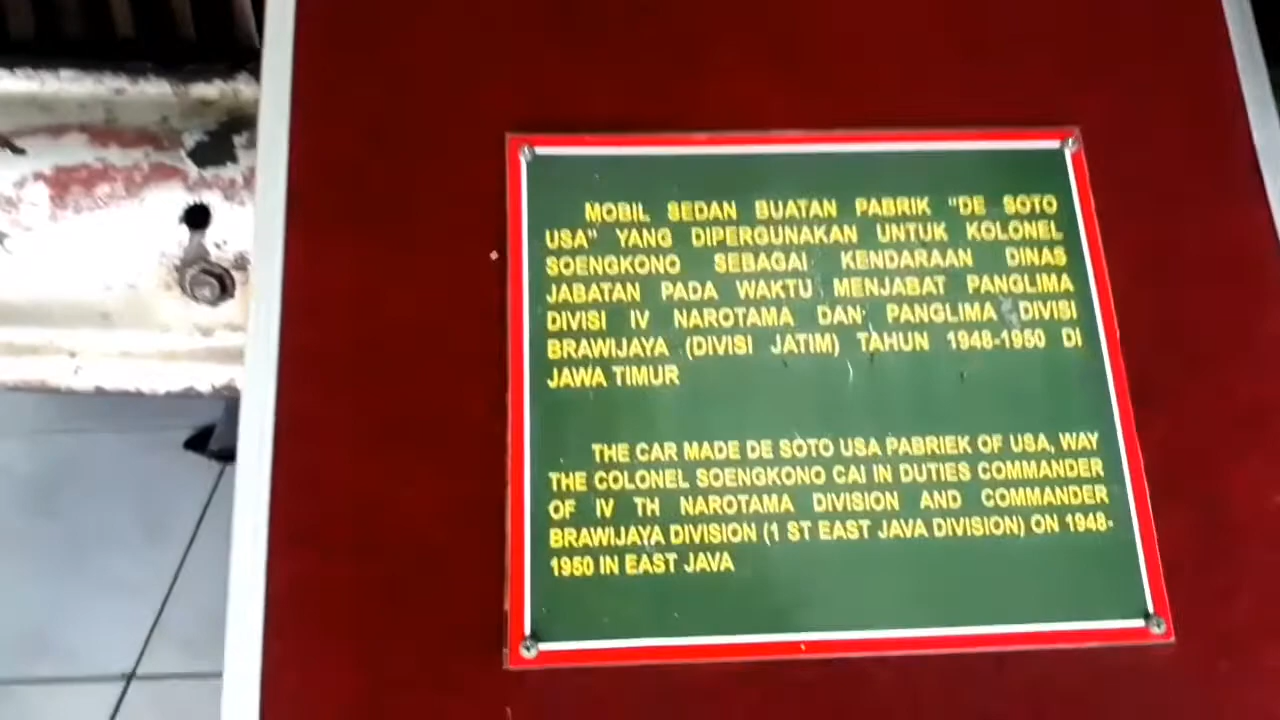 MOBIL SEDAN BUATAN PABRIK "DE SOTO
USA" YANG DIPERGUNAKAN UNTUK KOLONEL
SOENGKONO SEBAGAI KENDARAAN DINAS
JABATAN PADA WAKTU MENJABAT PANGLIMA
DIVISI IV NAROTAMA DAN PANGLIMA DIVISI
BRAWIJAYA (DIVISI JATIM) TAHUN 1948-1950 DI
JAWA TIMUR
THE CAR MADE DE SOTO USA PABRIEK OF USA, WAY
THE COLONEL SOENGKONO CAI IN DUTIES COMMANDER
OF IV TH NAROTAMA DIVISION AND COMMANDER
BRAWIJAYA DIVISION (1 ST EAST JAVA DIVISION) ON 1948-
1950 IN EAST JAVA